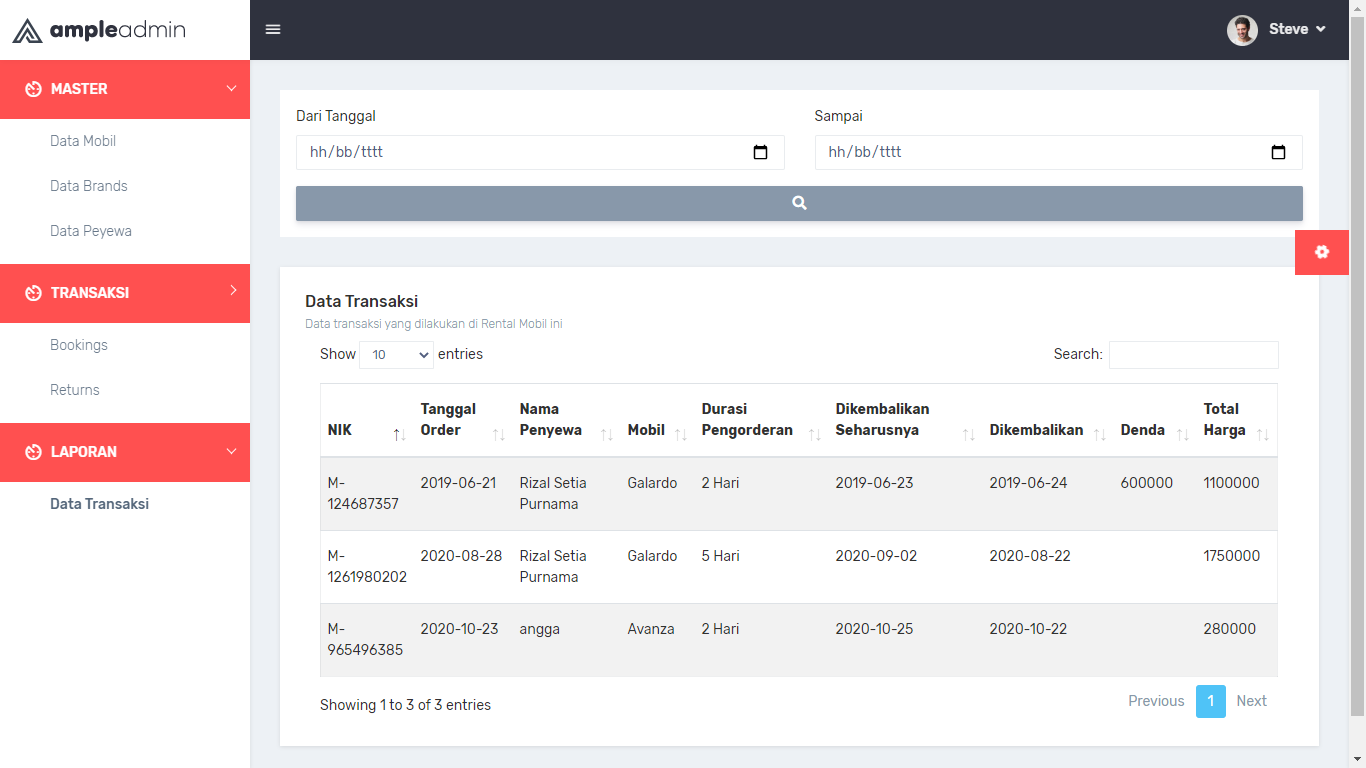 ampleadmin
Steve
MASTER
Data Mobil
Data Brands
Data Peyewa
TRANSAKSI
Bookings
Returns
LAPORAN
Data Transaksi
Dari Tanggal
Sampai
hh/bb/tttt
hh/bb/tttt
Data Transaksi
Data transaksi yang dilakukan di Rental Mobil ini
Show 10 entries
Search:
NIK
Tanggal
Order
Nama
Penyewa
Mobil
Durasi
Pengorderan
Dikembalikan
Seharusnya
Dikembalikan
Denda
Total
Harga
M-
124687357
2019-06-21
Rizal Setia
Purnama
Galardo
2 Hari
2019-06-23
2019-06-24
600000
1100000
M-
1261980202
2020-08-28
Rizal Setia
Purnama
Galardo
5 Hari
2020-09-02
2020-08-22
1750000
M-
965496385
2020-10-23
angga
Avanza
2 Hari
2020-10-25
2020-10-22
280000
Showing 1 to 3 of 3 entries
Previous 1 Next